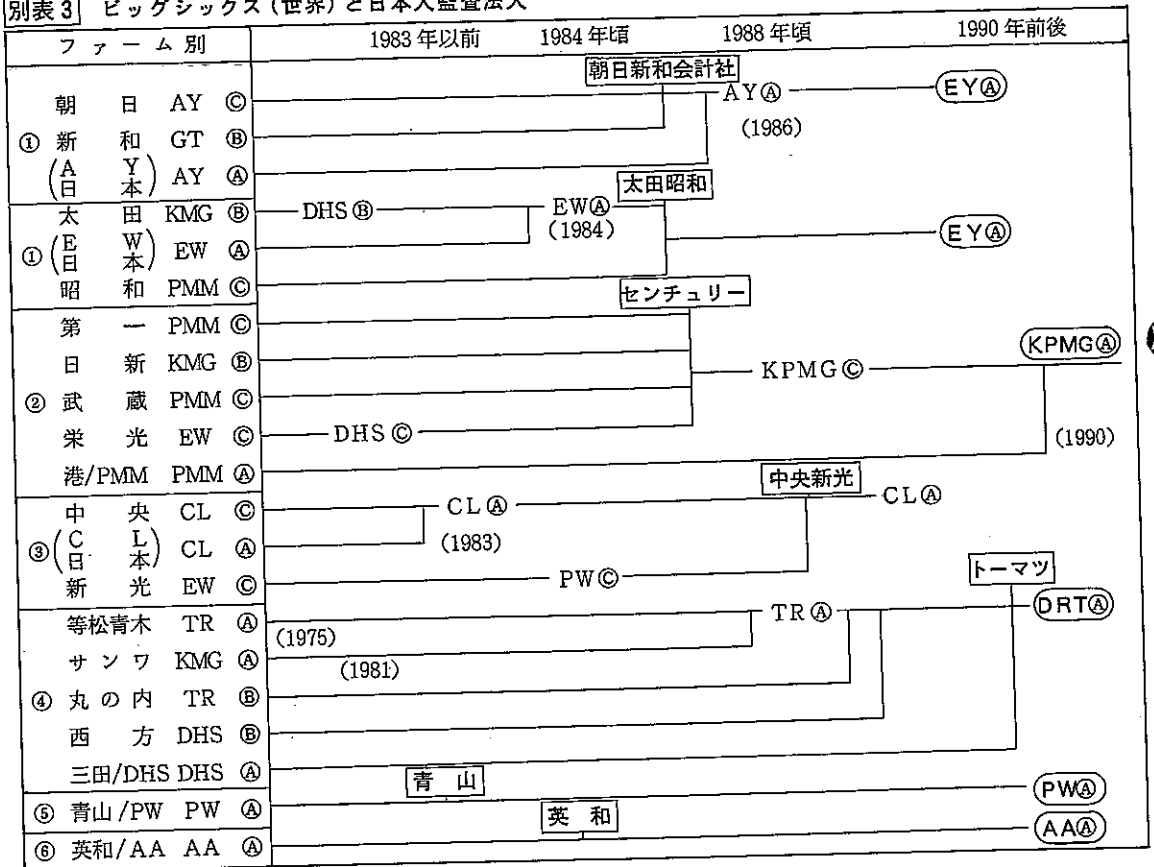 別表3 ビッグシックス(世界)と日本人監査法人
ファーム別 1983年以前 1984年頃 1988年頃 1990年前後
朝日新和会計社
朝日 AY Ⓒ AYⒶ EYⒶ
① 新和 GT Ⓑ (1986)
(AY日本) AY Ⓐ
太田昭和
太田 KMG Ⓑ DHSⒷ EWⒶ
(1984)
① (EW日本) EW Ⓐ EYⒶ
昭和 PMM Ⓒ
センチュリー
第一 PMM Ⓒ
日新 KMG Ⓑ KPMGⒸ KPMGⒶ
② 武蔵 PMM Ⓒ
栄光 EW Ⓒ DHSⒸ (1990)
港/PMM PMM Ⓐ
中央新光
中央 CL Ⓒ CLⒶ CLⒶ
③ (CL日本) CL Ⓐ (1983)
新光 EW Ⓒ PWⒸ
トーマツ
等松青木 TR Ⓐ (1975) TRⒶ DRTⒶ
サンワ KMG Ⓐ (1981)
④ 丸の内 TR Ⓑ
西方 DHS Ⓑ
三田/DHS DHS Ⓐ
青山
⑤ 青山/PW PW Ⓐ PWⒶ
英和
⑥ 英和/AA AA Ⓐ AAⒶ